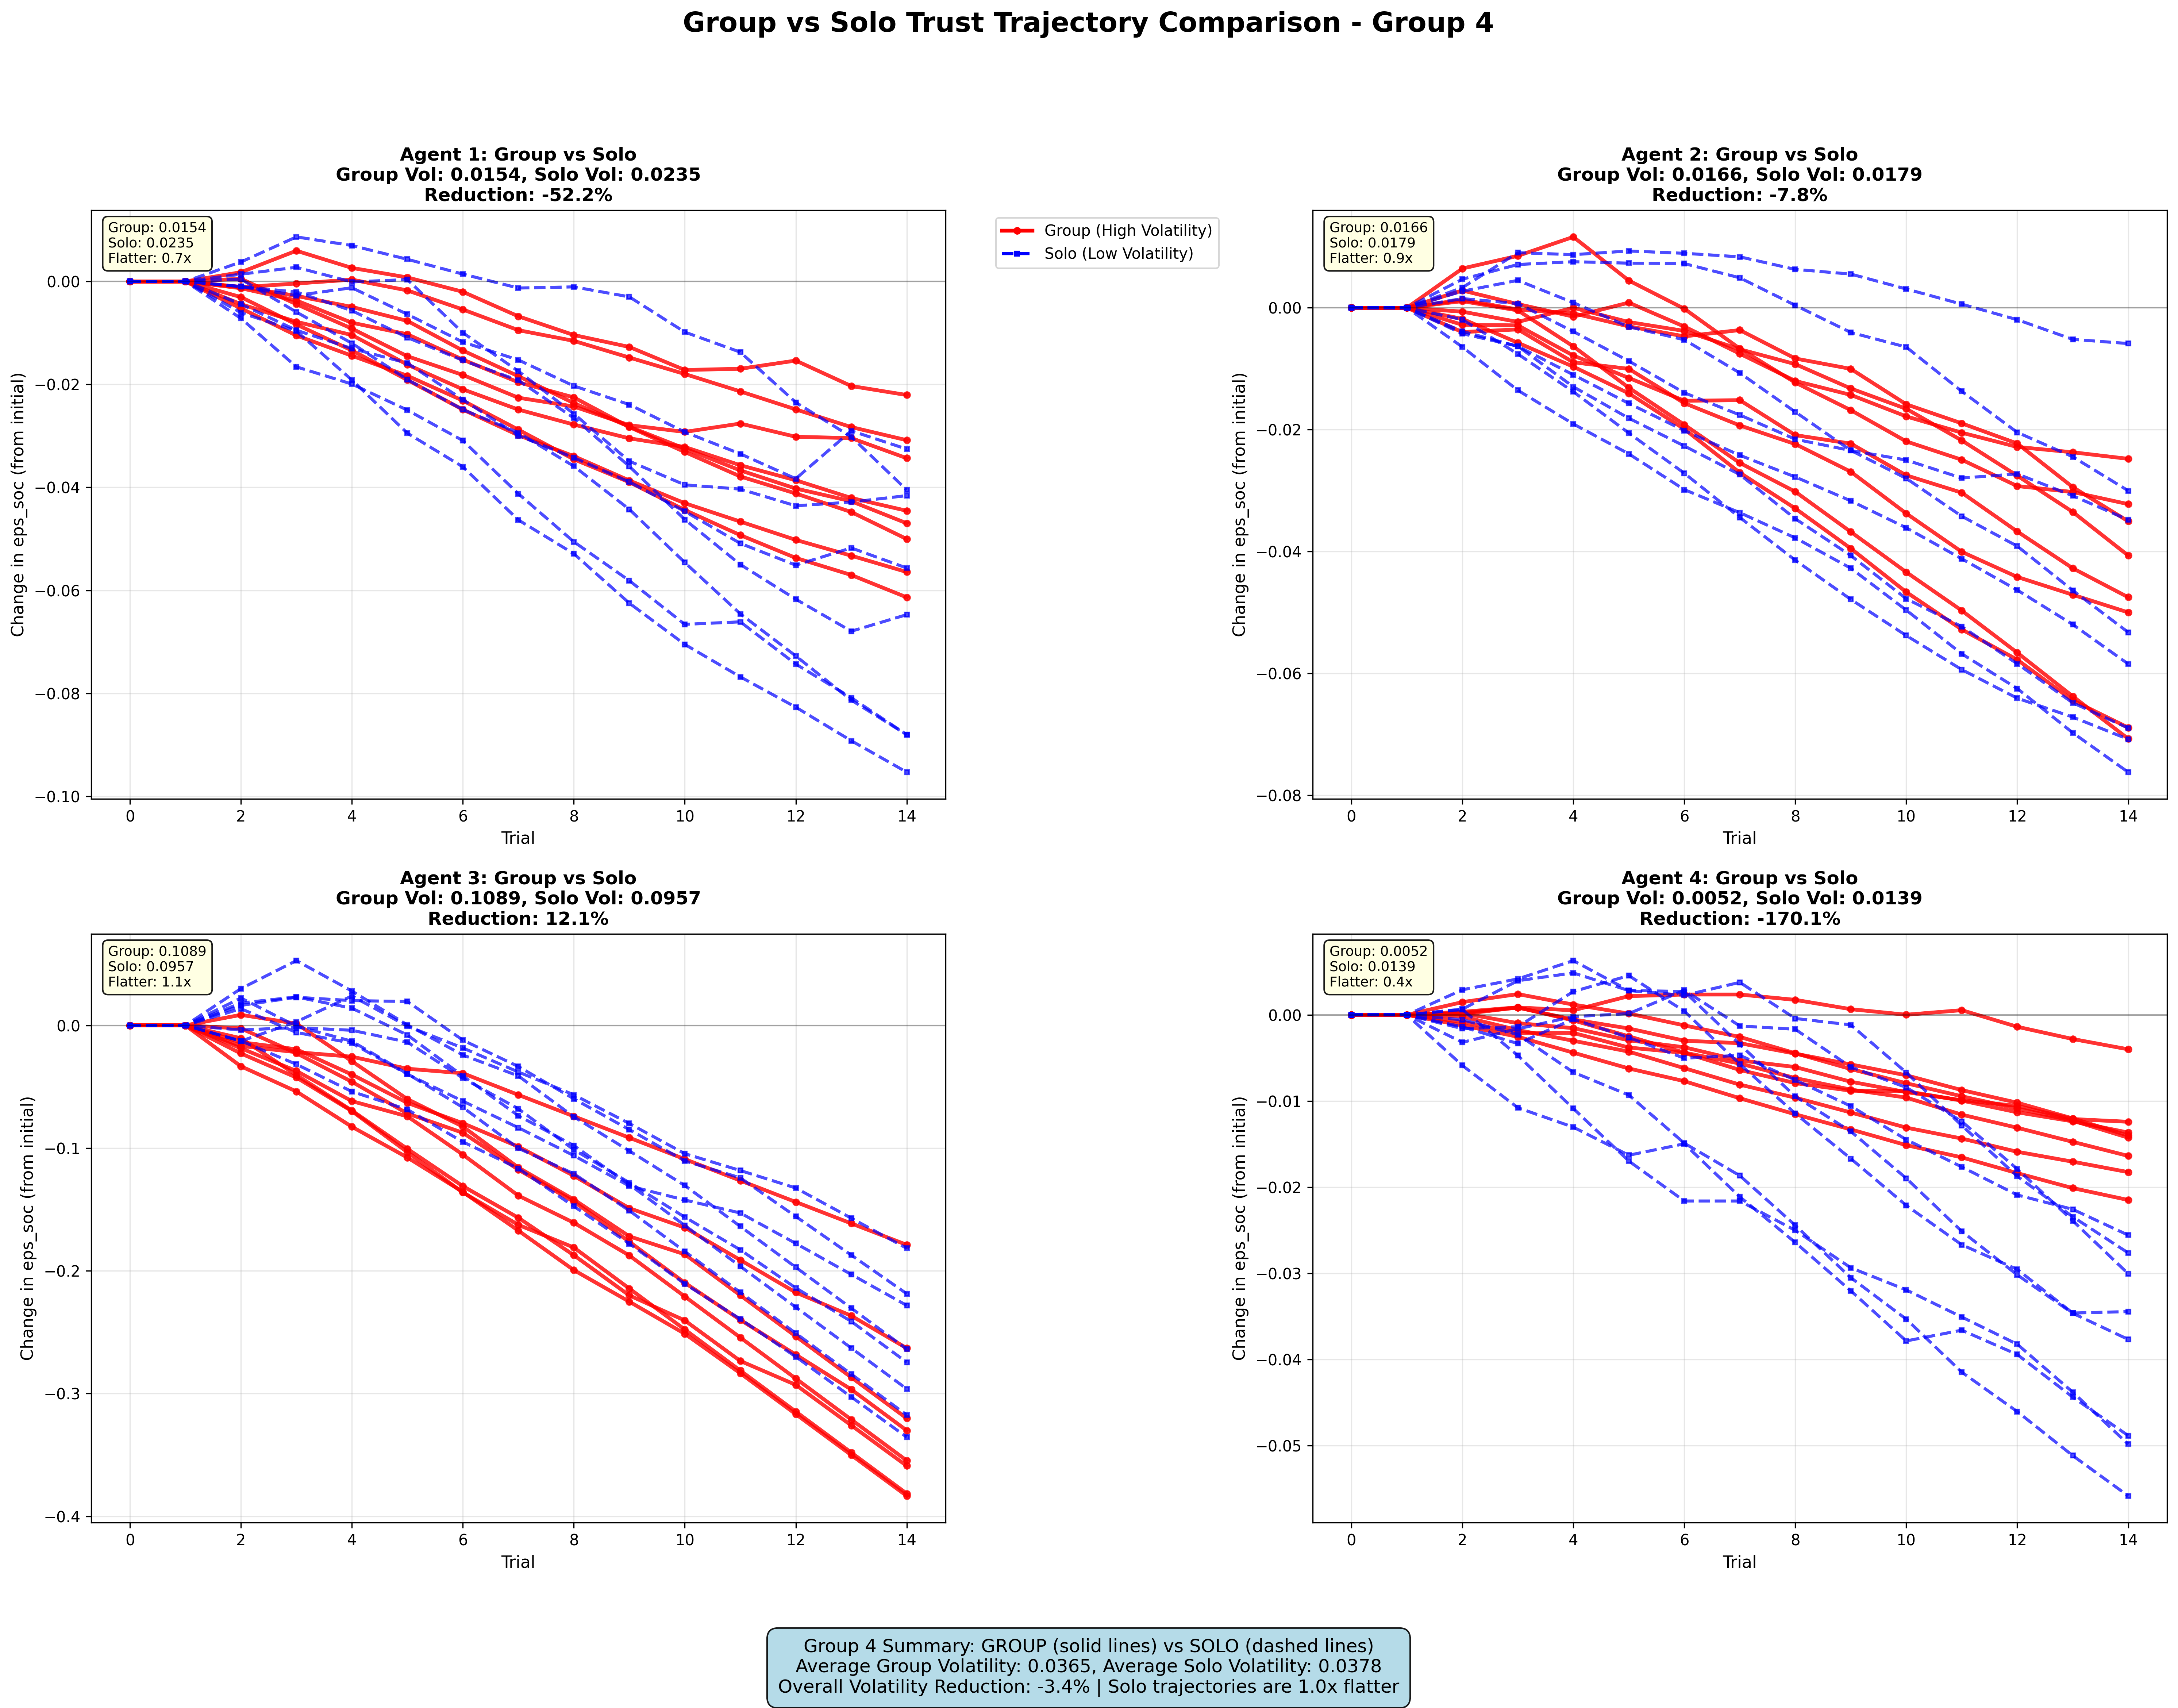 Group vs Solo Trust Trajectory Comparison - Group 4
Agent 1: Group vs Solo
Group Vol: 0.0154, Solo Vol: 0.0235
Reduction: -52.2%
Group: 0.0154
Solo: 0.0235
Flatter: 0.7x
0.00
−0.02
−0.04
−0.06
−0.08
−0.10
Change in eps_soc (from initial)
0 2 4 6 8 10 12 14
Trial
Group (High Volatility)
Solo (Low Volatility)
Agent 2: Group vs Solo
Group Vol: 0.0166, Solo Vol: 0.0179
Reduction: -7.8%
Group: 0.0166
Solo: 0.0179
Flatter: 0.9x
0.00
−0.02
−0.04
−0.06
−0.08
Change in eps_soc (from initial)
0 2 4 6 8 10 12 14
Trial
Agent 3: Group vs Solo
Group Vol: 0.1089, Solo Vol: 0.0957
Reduction: 12.1%
Group: 0.1089
Solo: 0.0957
Flatter: 1.1x
0.0
−0.1
−0.2
−0.3
−0.4
Change in eps_soc (from initial)
0 2 4 6 8 10 12 14
Trial
Agent 4: Group vs Solo
Group Vol: 0.0052, Solo Vol: 0.0139
Reduction: -170.1%
Group: 0.0052
Solo: 0.0139
Flatter: 0.4x
0.00
−0.01
−0.02
−0.03
−0.04
−0.05
Change in eps_soc (from initial)
0 2 4 6 8 10 12 14
Trial
Group 4 Summary: GROUP (solid lines) vs SOLO (dashed lines)
Average Group Volatility: 0.0365, Average Solo Volatility: 0.0378
Overall Volatility Reduction: -3.4% | Solo trajectories are 1.0x flatter